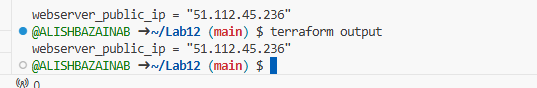 webserver_public_ip = "51.112.45.236"
@ALISHBAZAINAB ➜ ~/Lab12 (main) $ terraform output
webserver_public_ip = "51.112.45.236"
@ALISHBAZAINAB ➜ ~/Lab12 (main) $
0